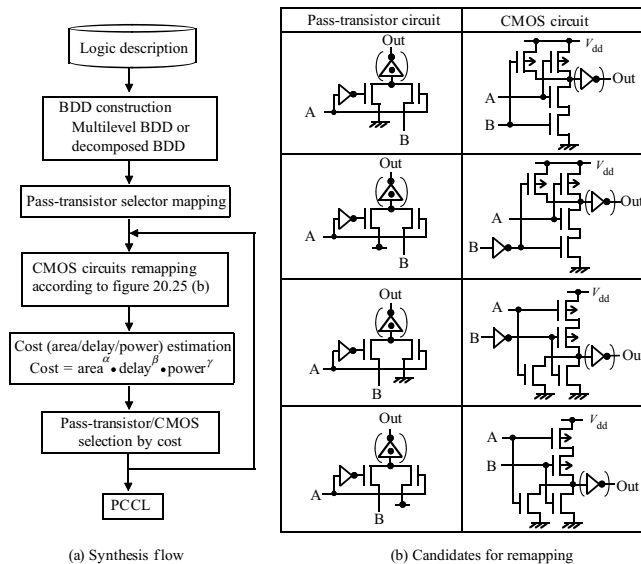 Logic description
BDD construction
Multilevel BDD or
decomposed BDD
Pass-transistor selector mapping
CMOS circuits remapping
according to figure 20.25 (b)
Cost (area/delay/power) estimation
Cost = area^α • delay^β • power^γ
Pass-transistor/CMOS
selection by cost
PCCL
(a) Synthesis flow
Pass-transistor circuit
CMOS circuit
Out
A
B
Vdd
A
B
Out
Out
A
B
Vdd
A
B
Out
Out
A
B
Vdd
A
B
Out
Out
A
B
Vdd
A
B
Out
(b) Candidates for remapping